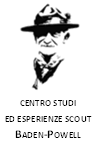 CENTRO STUDI
ED ESPERIENZE SCOUT
BADEN-POWELL